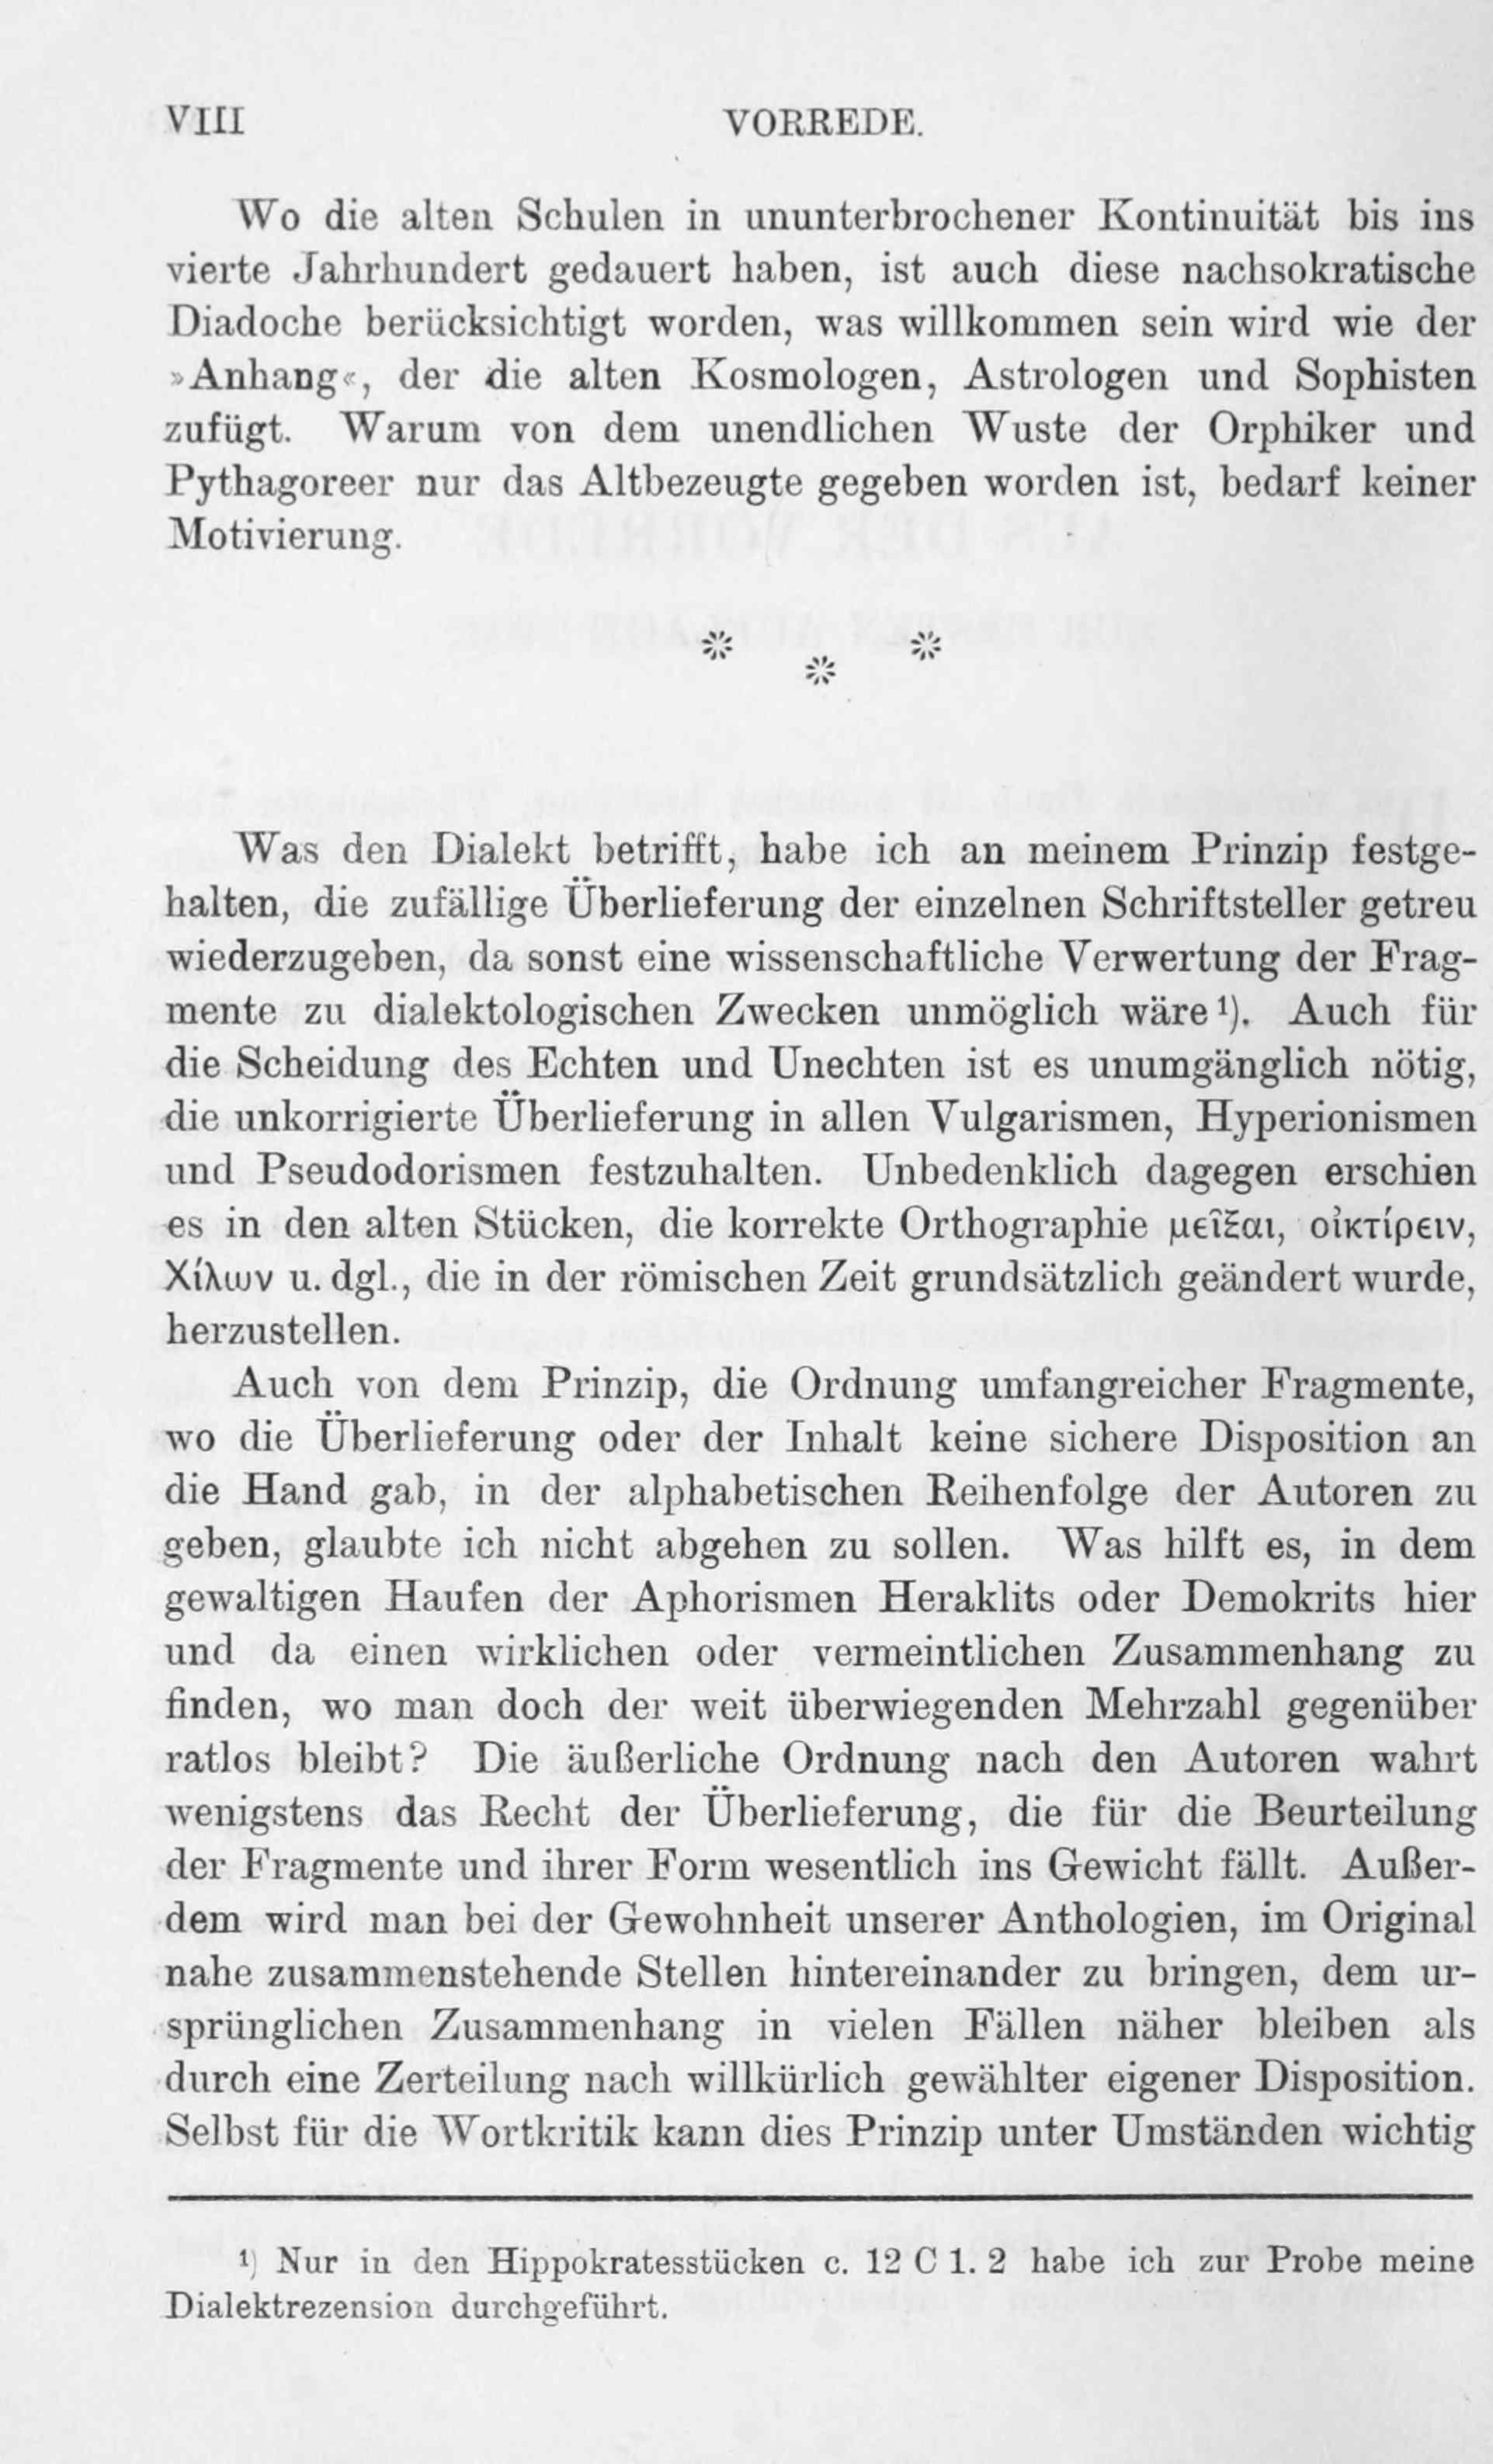 VIII VORREDE.
Wo die alten Schulen in ununterbrochener Kontinuität bis ins
vierte Jahrhundert gedauert haben, ist auch diese nachsokratische
Diadoche berücksichtigt worden, was willkommen sein wird wie der
»Anhang«, der die alten Kosmologen, Astrologen und Sophisten
zufügt. Warum von dem unendlichen Wuste der Orphiker und
Pythagoreer nur das Altbezeugte gegeben worden ist, bedarf keiner
Motivierung.
* * *
Was den Dialekt betrifft, habe ich an meinem Prinzip festge-
halten, die zufällige Überlieferung der einzelnen Schriftsteller getreu
wiederzugeben, da sonst eine wissenschaftliche Verwertung der Frag-
mente zu dialektologischen Zwecken unmöglich wäre ¹). Auch für
die Scheidung des Echten und Unechten ist es unumgänglich nötig,
die unkorrigierte Überlieferung in allen Vulgarismen, Hyperionismen
und Pseudodorismen festzuhalten. Unbedenklich dagegen erschien
es in den alten Stücken, die korrekte Orthographie μεῖξαι, οἰκτίρειν,
Χίλων u. dgl., die in der römischen Zeit grundsätzlich geändert wurde,
herzustellen.
Auch von dem Prinzip, die Ordnung umfangreicher Fragmente,
wo die Überlieferung oder der Inhalt keine sichere Disposition an
die Hand gab, in der alphabetischen Reihenfolge der Autoren zu
geben, glaubte ich nicht abgehen zu sollen. Was hilft es, in dem
gewaltigen Haufen der Aphorismen Heraklits oder Demokrits hier
und da einen wirklichen oder vermeintlichen Zusammenhang zu
finden, wo man doch der weit überwiegenden Mehrzahl gegenüber
ratlos bleibt? Die äußerliche Ordnung nach den Autoren wahrt
wenigstens das Recht der Überlieferung, die für die Beurteilung
der Fragmente und ihrer Form wesentlich ins Gewicht fällt. Außer-
dem wird man bei der Gewohnheit unserer Anthologien, im Original
nahe zusammenstehende Stellen hintereinander zu bringen, dem ur-
sprünglichen Zusammenhang in vielen Fällen näher bleiben als
durch eine Zerteilung nach willkürlich gewählter eigener Disposition.
Selbst für die Wortkritik kann dies Prinzip unter Umständen wichtig
¹) Nur in den Hippokratesstücken c. 12 C 1. 2 habe ich zur Probe meine
Dialektrezension durchgeführt.